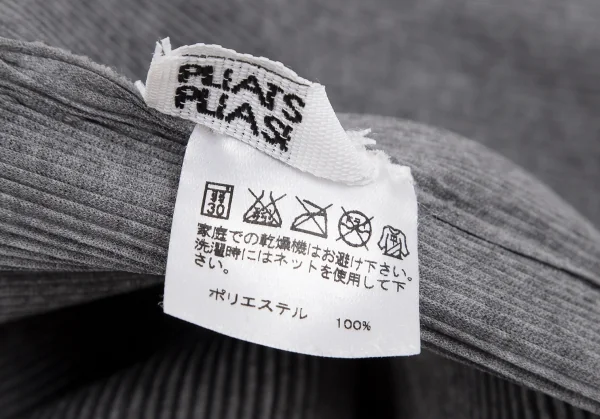 PLEATS
PLEASE
30
家庭での乾燥機はお避け下さい。
洗濯時にはネットを使用して下
さい。
ポリエステル 100%